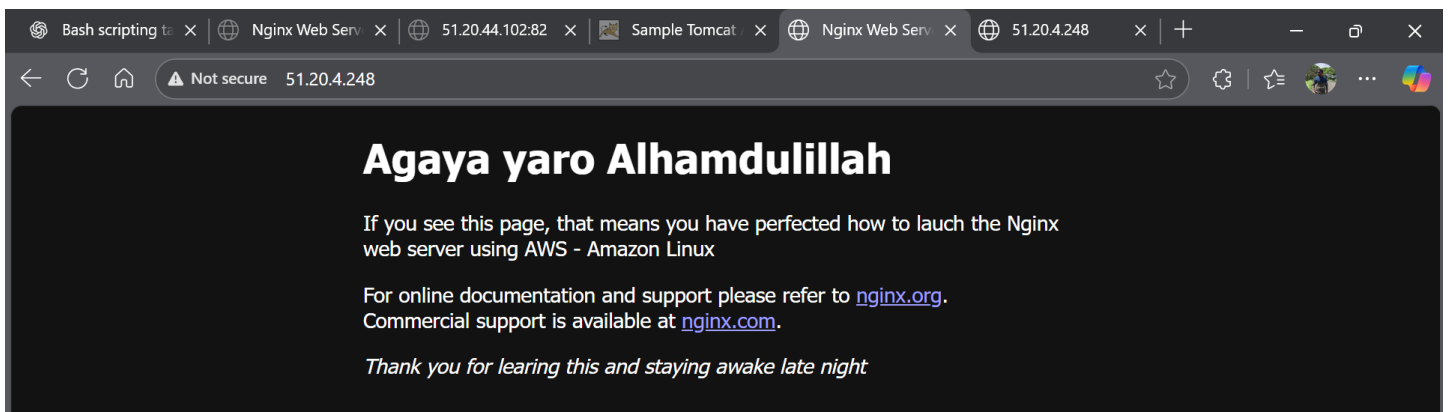 Bash scripting ta
Nginx Web Serv
51.20.44.102:82
Sample Tomcat A
Nginx Web Serv
51.20.4.248
Not secure 51.20.4.248
Agaya yaro Alhamdulillah
If you see this page, that means you have perfected how to lauch the Nginx
web server using AWS - Amazon Linux
For online documentation and support please refer to nginx.org.
Commercial support is available at nginx.com.
Thank you for learing this and staying awake late night